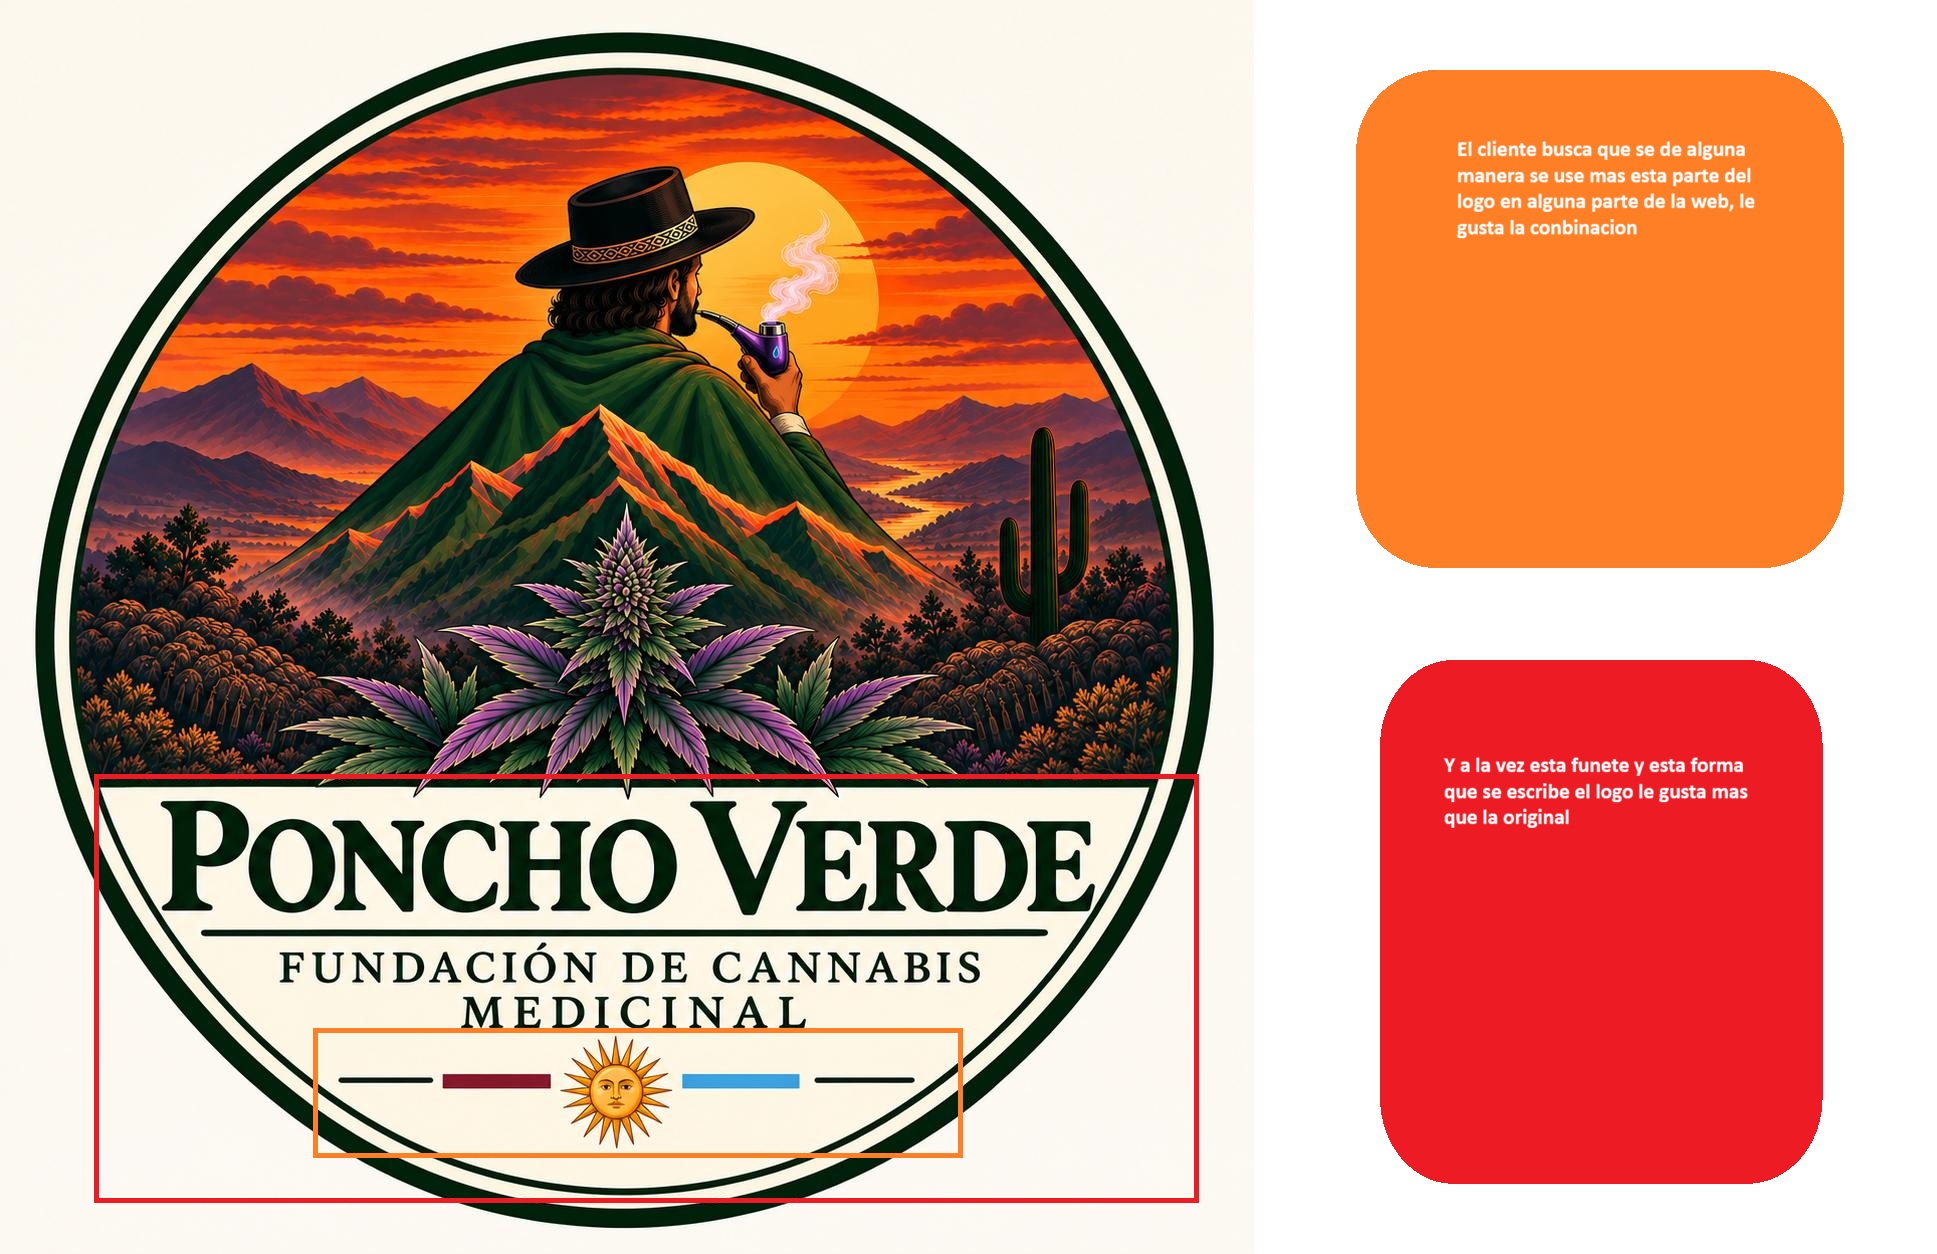 PONCHO VERDE
FUNDACIÓN DE CANNABIS
MEDICINAL
El cliente busca que se de alguna
manera se use mas esta parte del
logo en alguna parte de la web, le
gusta la conbinacion
Y a la vez esta funete y esta forma
que se escribe el logo le gusta mas
que la original